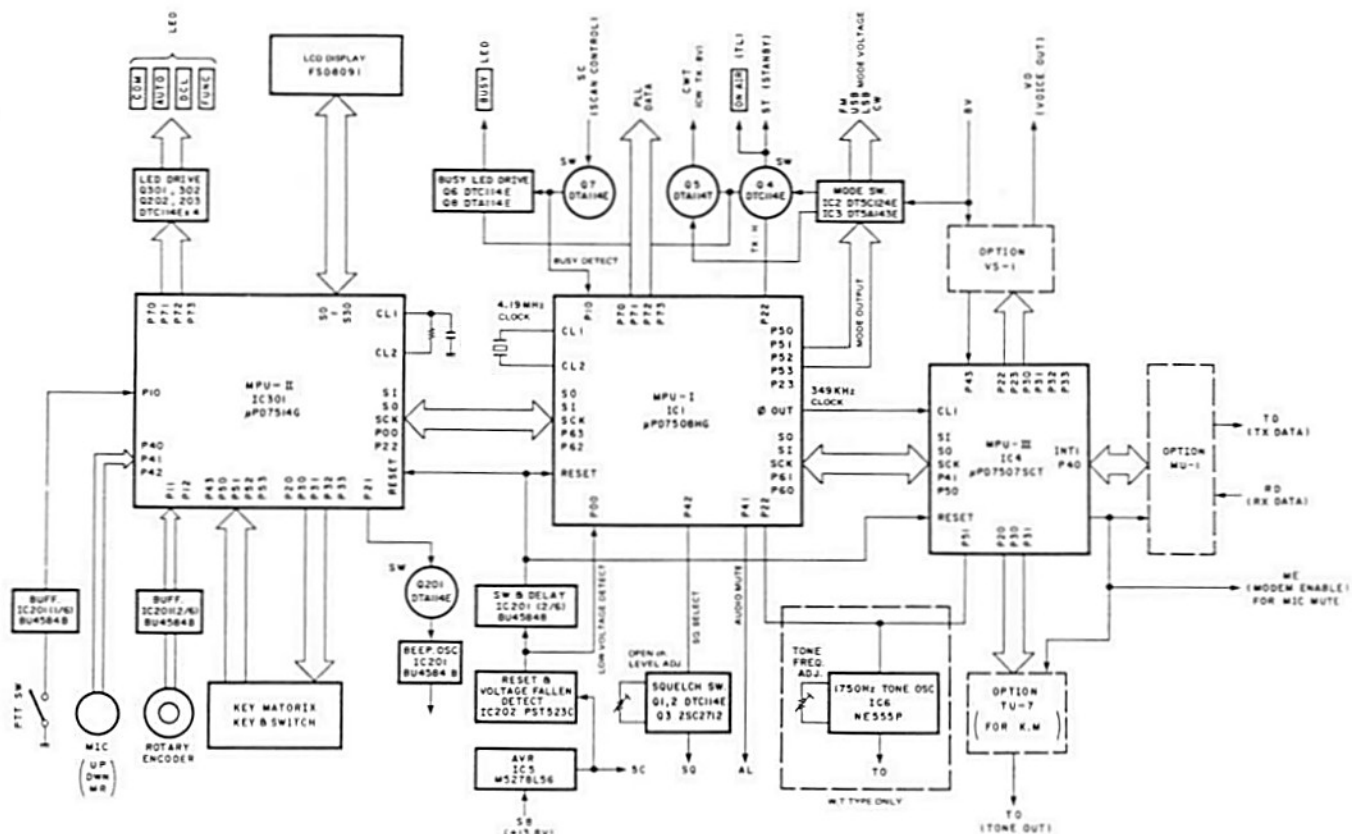 LED
COM
AUTO
DCL
FUNC
LCD DISPLAY
FSD8091
LED DRIVE
Q301, 302
Q202, 203
DTC114E×4
BUSY LED
SC
(SCAN CONTROL)
SW
Q7
DTA114E
BUSY LED DRIVE
Q6 DTC114E
Q8 DTA114E
PLL
DATA
CWT
(CW TX 8V)
Q5
DTA114T
ON AIR (TL)
ST (STANDBY)
SW
Q4
DTC114E
FM
USB
LSB
CW
MODE VOLTAGE
MODE SW.
IC2 DT5C124E
IC3 DT5A143E
8V
VO
(VOICE OUT)
OPTION
VS-1
BUSY DETECT
TX : H
MODE OUTPUT
4.19MHz
CLOCK
349KHz
CLOCK
P70
P71
P72
P73
S0
S30
CL1
CL2
MPU-II
IC301
μPD7514G
P10
P40
P41
P42
SI
SO
SCK
P00
P22
RESET
P11
P12
P43
P50
P51
P52
P53
P20
P30
P31
P32
P33
P21
P10
P70
P71
P72
P73
P22
CL1
CL2
P50
P51
P52
P53
P23
MPU-I
IC1
μPD7508HG
Ø OUT
SO
SI
SCK
P63
P62
RESET
SO
SI
SCK
P61
P60
P00
P42
P41
P22
P43
P22
P23
P30
P31
P32
P33
CL1
MPU-III
IC4
μPD7507SCT
SI
SO
SCK
P41
P50
RESET
INT1
P40
P51
P20
P30
P31
OPTION
MU-1
TD
(TX DATA)
RD
(RX DATA)
ME
(MODEM ENABLE)
FOR MIC MUTE
BUFF.
IC201(1/6)
BU4584B
BUFF.
IC201(2/6)
BU4584B
SW
Q201
DTA114E
BEEP. OSC
IC201
BU4584B
SW & DELAY
IC201 (2/6)
BU4584B
LOW VOLTAGE DETECT
SQ SELECT
AUDIO MUTE
RESET &
VOLTAGE FALLEN
DETECT
IC202 PST523C
OPEN
LEVEL ADJ.
SQUELCH SW.
Q1,2 DTC114E
Q3 2SC2712
TONE
FREQ.
ADJ.
1750Hz TONE OSC
IC6
NE555P
TO
W.T TYPE ONLY
OPTION
TU-7
(FOR K.M)
TO
(TONE OUT)
PTT SW
MIC
(UP
DWN
MR)
ROTARY
ENCODER
KEY MATORIX
KEY & SWITCH
AVR
IC5
M5278L56
5C
SQ
AL